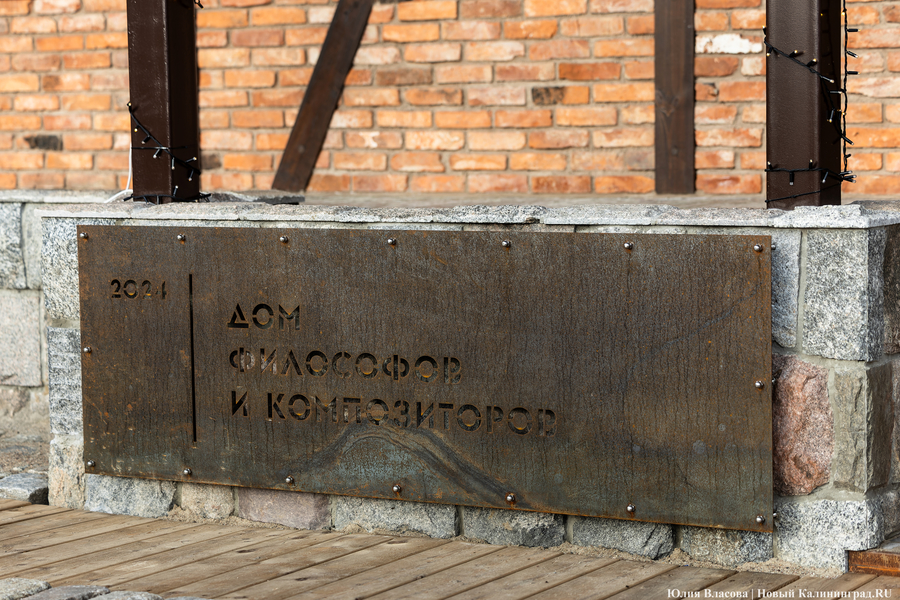 2024
ДОМ
ФИЛОСОФОВ
И КОМПОЗИТОРОВ
Юлия Власова | Новый Калининград.RU